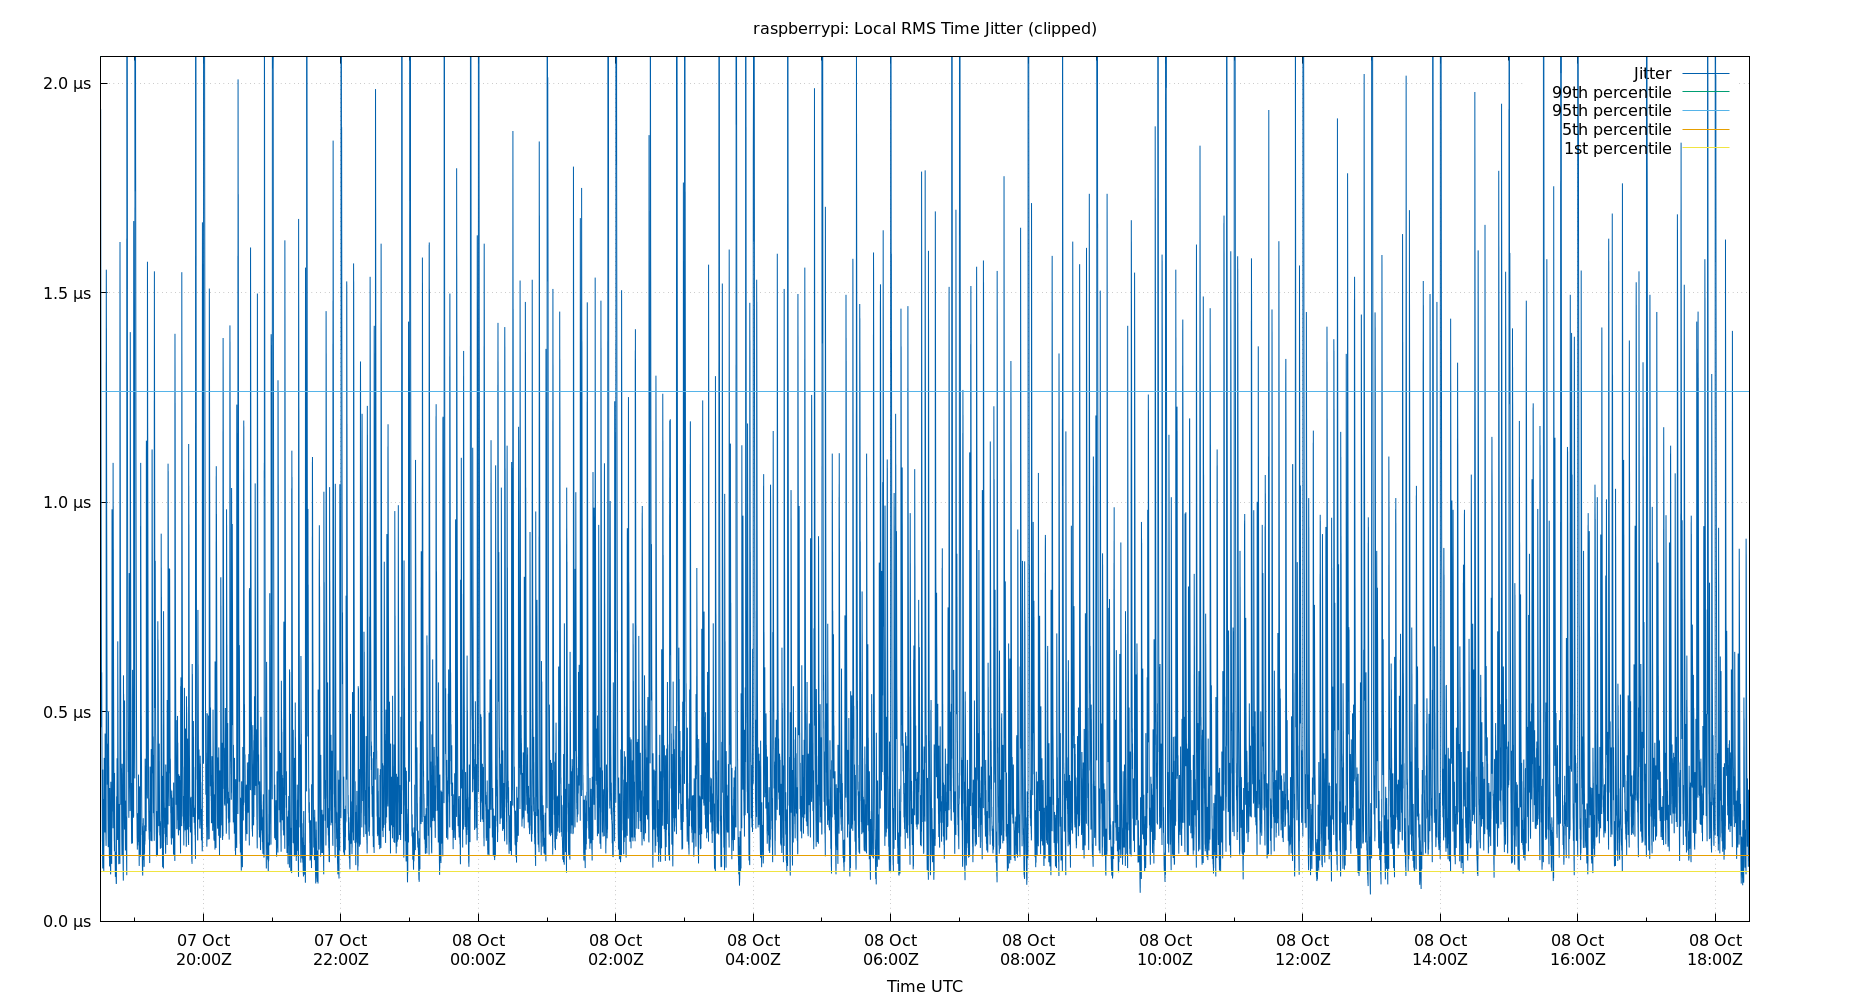 raspberrypi: Local RMS Time Jitter (clipped)
2.0 µs
1.5 µs
1.0 µs
0.5 µs
0.0 µs
Jitter
99th percentile
95th percentile
5th percentile
1st percentile
07 Oct 07 Oct 08 Oct 08 Oct 08 Oct 08 Oct 08 Oct 08 Oct 08 Oct 08 Oct 08 Oct 08 Oct
20:00Z 22:00Z 00:00Z 02:00Z 04:00Z 06:00Z 08:00Z 10:00Z 12:00Z 14:00Z 16:00Z 18:00Z
Time UTC